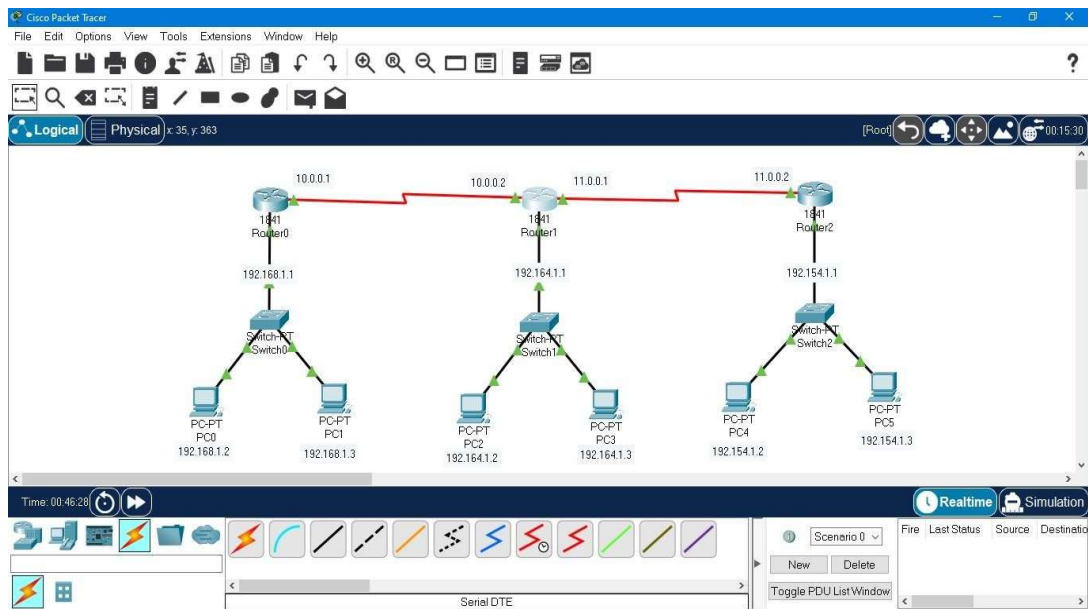 Cisco Packet Tracer
File Edit Options View Tools Extensions Window Help
?
Logical Physical x: 35, y: 363 [Root] 00:15:30
10.0.0.1 10.0.0.2 11.0.0.1 11.0.0.2
1841 1841 1841
Router0 Router1 Router2
192.168.1.1 192.164.1.1 192.154.1.1
Switch-PT Switch-PT Switch-PT
Switch0 Switch1 Switch2
PC-PT PC-PT PC-PT PC-PT PC-PT PC-PT
PC0 PC1 PC2 PC3 PC4 PC5
192.168.1.2 192.168.1.3 192.164.1.2 192.164.1.3 192.154.1.2 192.154.1.3
Time: 00:46:28 Realtime Simulation
Scenario 0 Fire Last Status Source Destinatio
New Delete
Toggle PDU List Window
Serial DTE